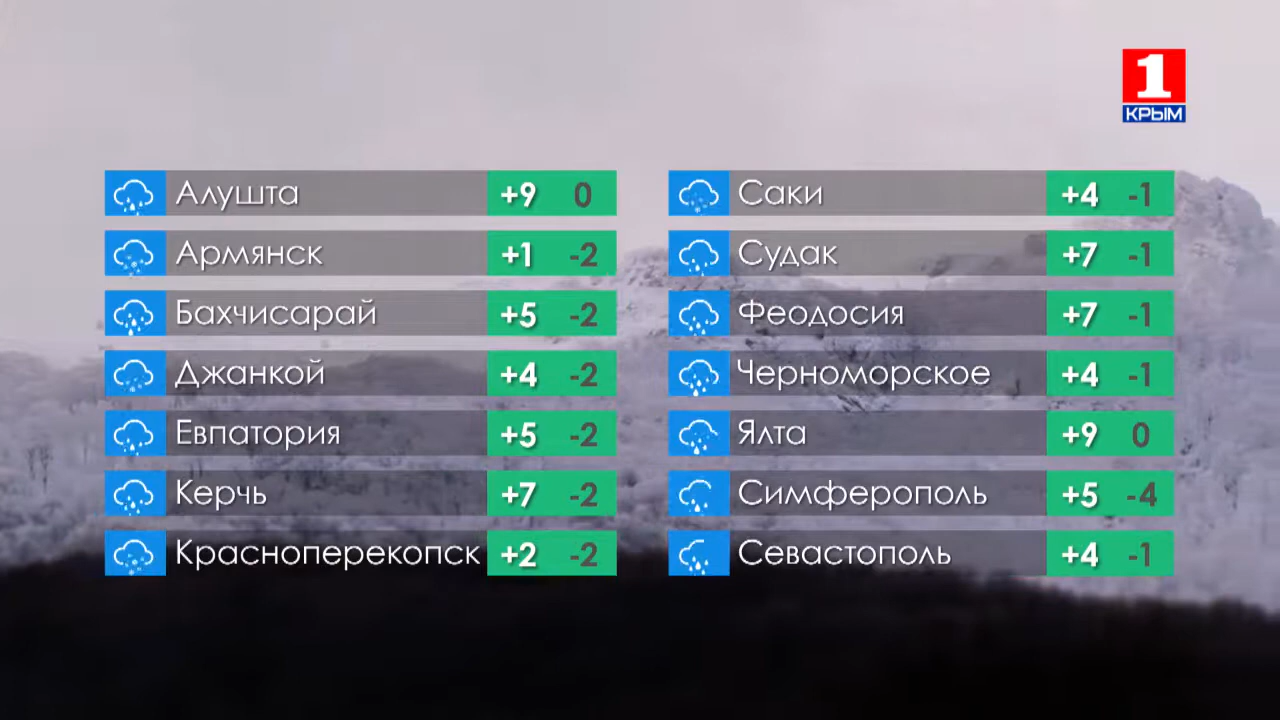 1
КРЫМ
Алушта +9 0
Армянск +1 -2
Бахчисарай +5 -2
Джанкой +4 -2
Евпатория +5 -2
Керчь +7 -2
Красноперекопск +2 -2
Саки +4 -1
Судак +7 -1
Феодосия +7 -1
Черноморское +4 -1
Ялта +9 0
Симферополь +5 -4
Севастополь +4 -1